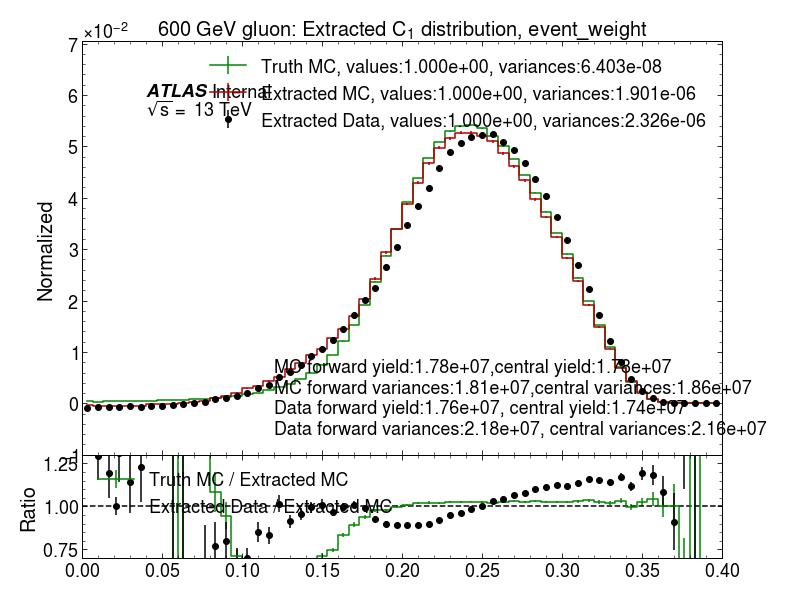 ×10⁻² 600 GeV gluon: Extracted C₁ distribution, event_weight
7
Truth MC, values:1.000e+00, variances:6.403e-08
ATLAS Internal
Extracted MC, values:1.000e+00, variances:1.901e-06
√s = 13 TeV
Extracted Data, values:1.000e+00, variances:2.326e-06
6
5
4
3
2
1
0
Normalized
MC forward yield:1.78e+07,central yield:1.78e+07
MC forward variances:1.81e+07,central variances:1.86e+07
Data forward yield:1.76e+07, central yield:1.74e+07
Data forward variances:2.18e+07, central variances:2.16e+07
1.25
1.00
0.75
Ratio
Truth MC / Extracted MC
Extracted Data / Extracted MC
0.00 0.05 0.10 0.15 0.20 0.25 0.30 0.35 0.40